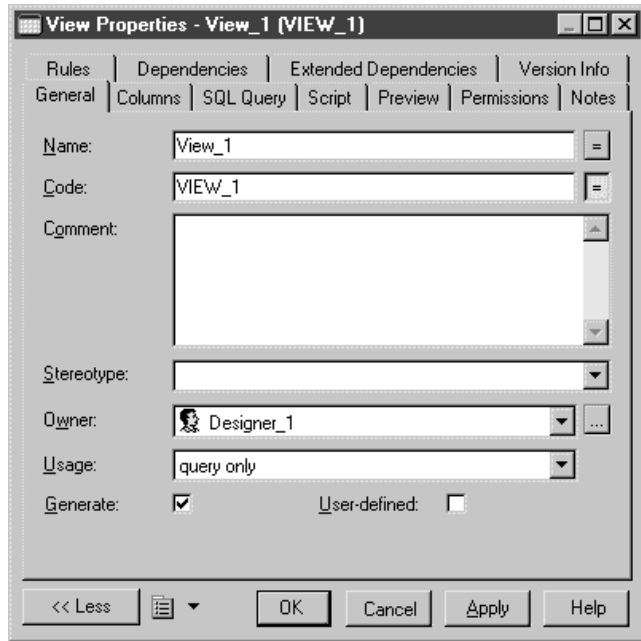 View Properties - View_1 (VIEW_1)
Rules Dependencies Extended Dependencies Version Info
General Columns SQL Query Script Preview Permissions Notes
Name: View_1 =
Code: VIEW_1 =
Comment:
Stereotype:
Owner: Designer_1 ...
Usage: query only
Generate: User-defined:
<< Less OK Cancel Apply Help